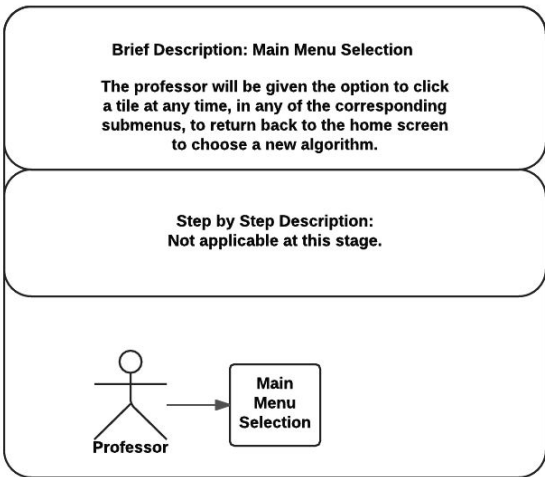 Brief Description: Main Menu Selection
The professor will be given the option to click
a tile at any time, in any of the corresponding
submenus, to return back to the home screen
to choose a new algorithm.
Step by Step Description:
Not applicable at this stage.
Main
Menu
Selection
Professor